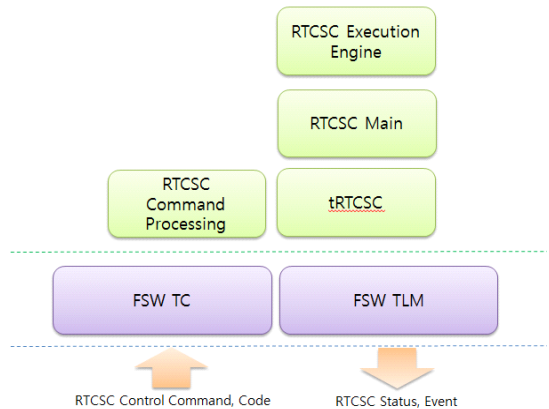 RTCSC Execution
Engine
RTCSC Main
RTCSC
Command
Processing
tRTCSC
FSW TC
FSW TLM
RTCSC Control Command, Code
RTCSC Status, Event